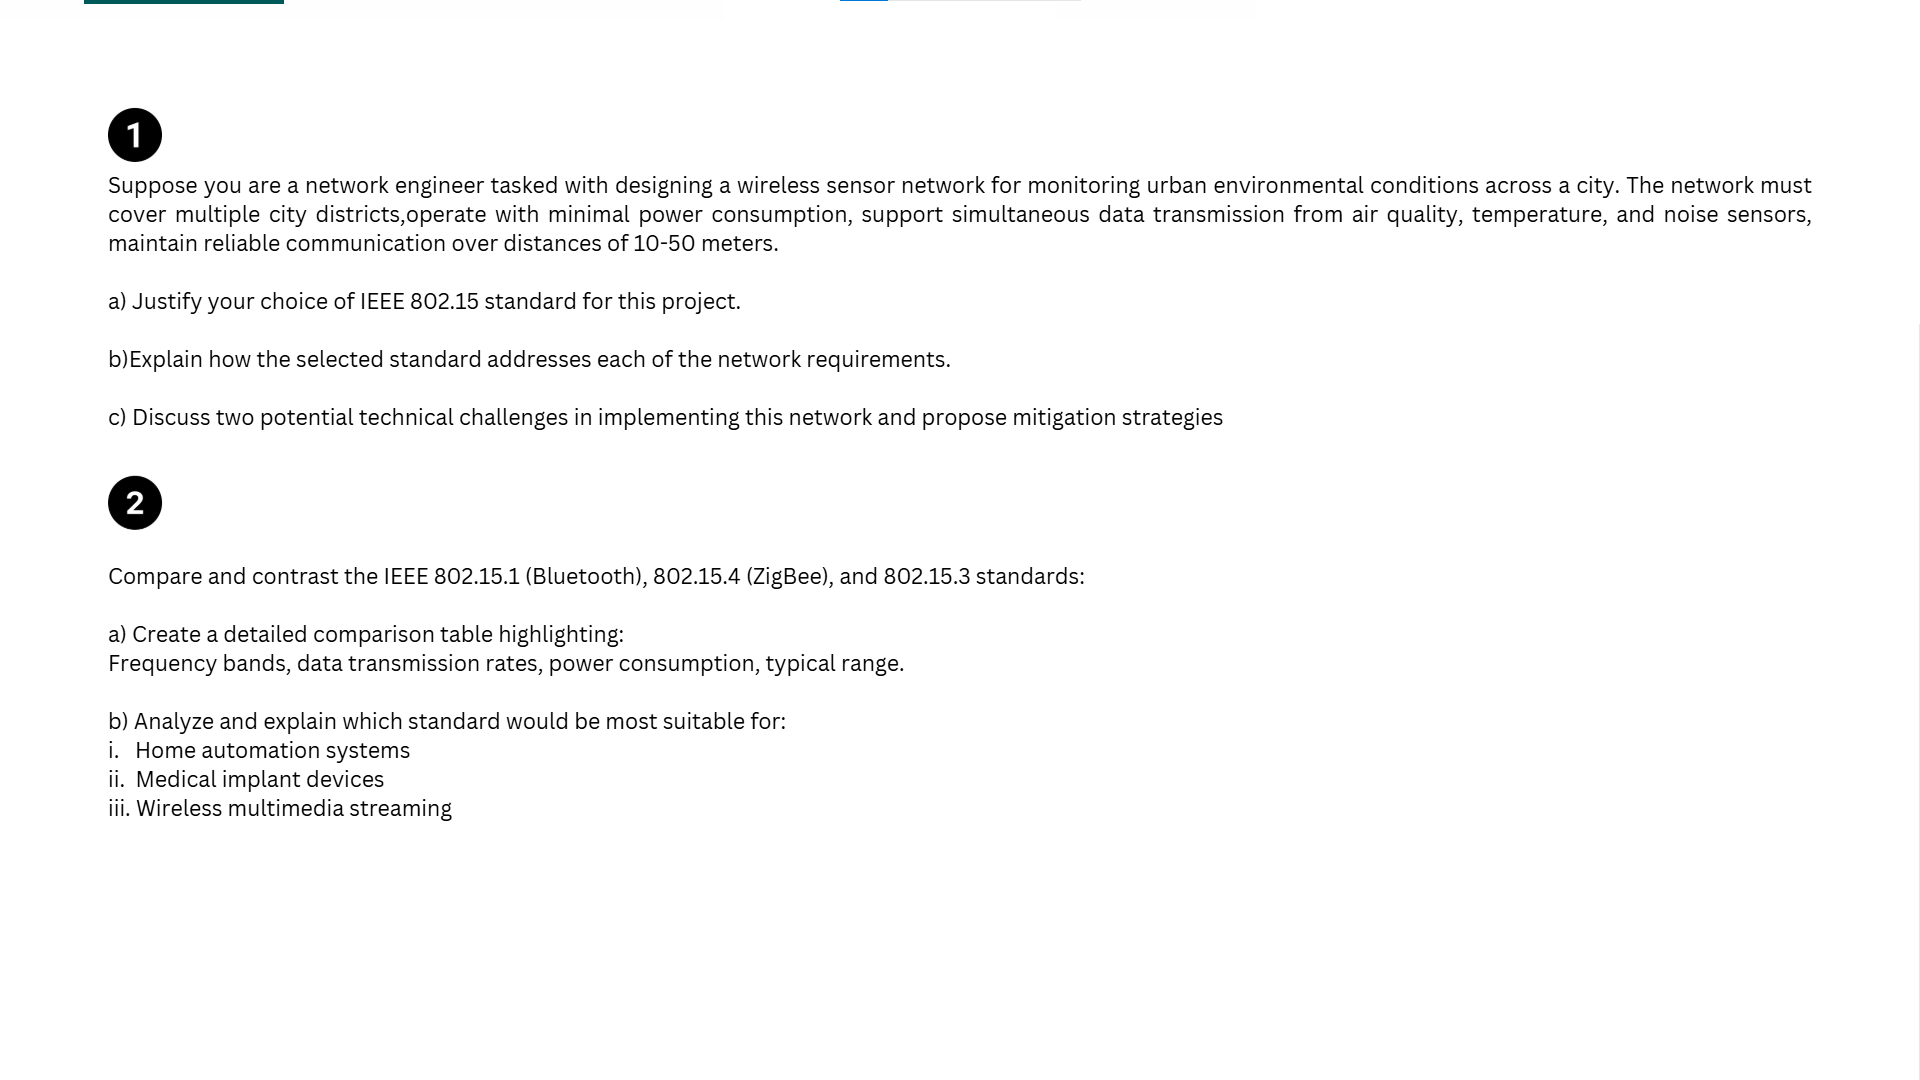 1
Suppose you are a network engineer tasked with designing a wireless sensor network for monitoring urban environmental conditions across a city. The network must
cover multiple city districts,operate with minimal power consumption, support simultaneous data transmission from air quality, temperature, and noise sensors,
maintain reliable communication over distances of 10-50 meters.
a) Justify your choice of IEEE 802.15 standard for this project.
b)Explain how the selected standard addresses each of the network requirements.
c) Discuss two potential technical challenges in implementing this network and propose mitigation strategies
2
Compare and contrast the IEEE 802.15.1 (Bluetooth), 802.15.4 (ZigBee), and 802.15.3 standards:
a) Create a detailed comparison table highlighting:
Frequency bands, data transmission rates, power consumption, typical range.
b) Analyze and explain which standard would be most suitable for:
i. Home automation systems
ii. Medical implant devices
iii. Wireless multimedia streaming